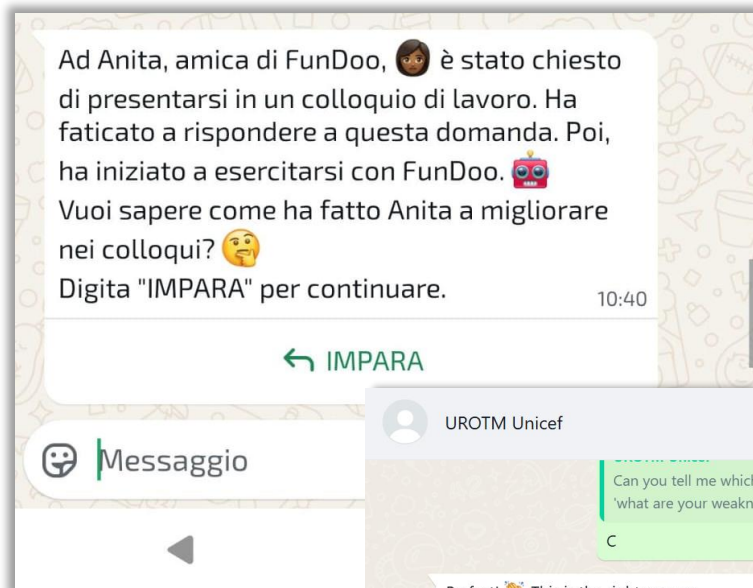 Ad Anita, amica di FunDoo, 👩🏾 è stato chiesto
di presentarsi in un colloquio di lavoro. Ha
faticato a rispondere a questa domanda. Poi,
ha iniziato a esercitarsi con FunDoo. 🤖
Vuoi sapere come ha fatto Anita a migliorare
nei colloqui? 🤔
Digita "IMPARA" per continuare.
10:40
IMPARA
Messaggio
UROTM Unicef
Can you tell me which
'what are your
C